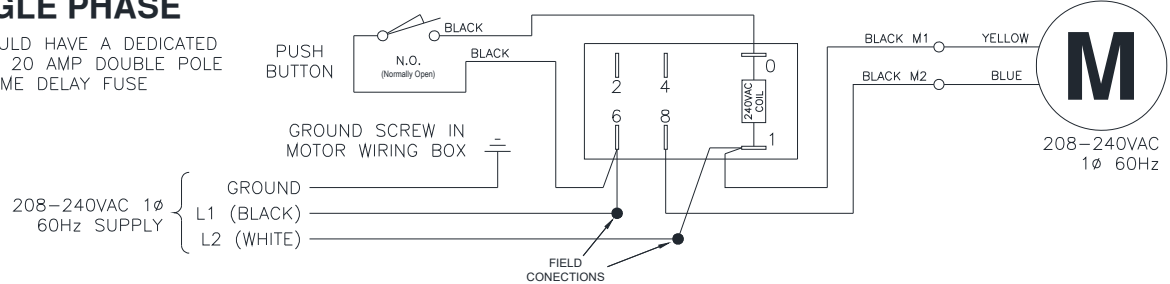 GLE PHASE
ULD HAVE A DEDICATED
20 AMP DOUBLE POLE
ME DELAY FUSE
PUSH
BUTTON
N.O.
(Normally Open)
BLACK
BLACK
GROUND SCREW IN
MOTOR WIRING BOX
208-240VAC 1ø
60Hz SUPPLY
GROUND
L1 (BLACK)
L2 (WHITE)
FIELD
CONECTIONS
2
4
0
6
8
1
240VAC
COIL
BLACK M1
YELLOW
BLACK M2
BLUE
M
208-240VAC
1ø 60Hz